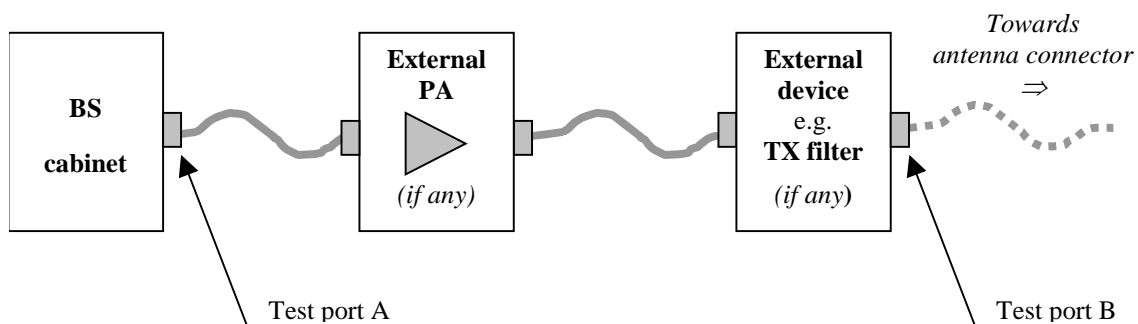 BS
cabinet
External
PA
(if any)
External
device
e.g.
TX filter
(if any)
Towards
antenna connector
⇒
Test port A
Test port B